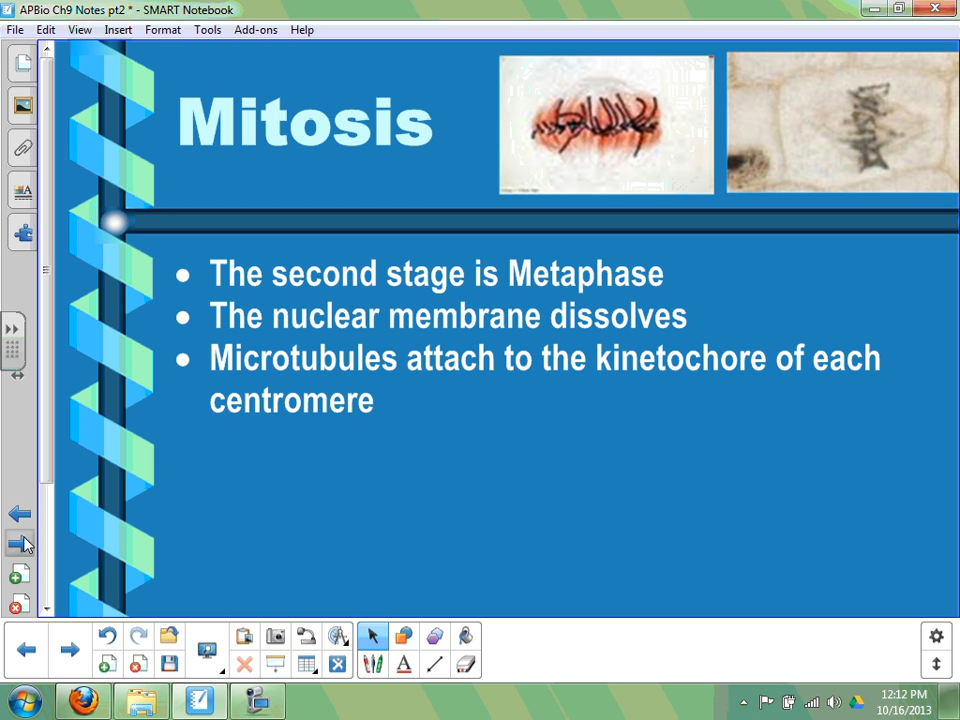 APBio Ch9 Notes pt2 * - SMART Notebook
File Edit View Insert Format Tools Add-ons Help
Mitosis
• The second stage is Metaphase
• The nuclear membrane dissolves
• Microtubules attach to the kinetochore of each
centromere
12:12 PM
10/16/2013